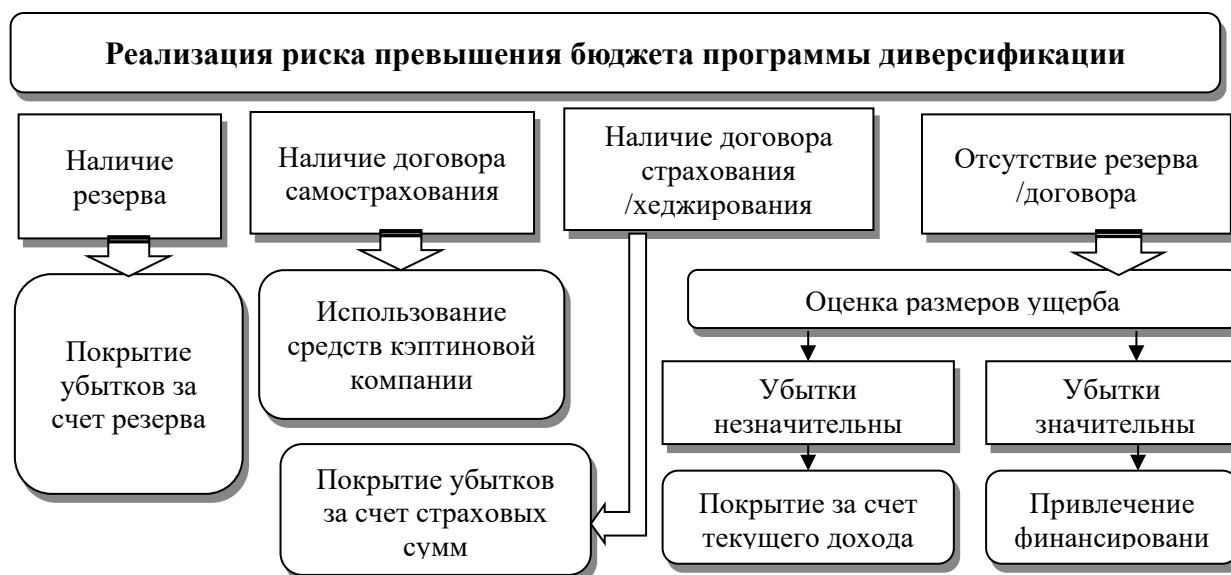 Реализация риска превышения бюджета программы диверсификации
Наличие
резерва
Наличие договора
самострахования
Наличие договора
страхования
/хеджирования
Отсутствие резерва
/договора
Покрытие
убытков за
счет резерва
Использование
средств кэптиновой
компании
Покрытие убытков
за счет страховых
сумм
Оценка размеров ущерба
Убытки
незначительны
Убытки
значительны
Покрытие за счет
текущего дохода
Привлечение
финансировани